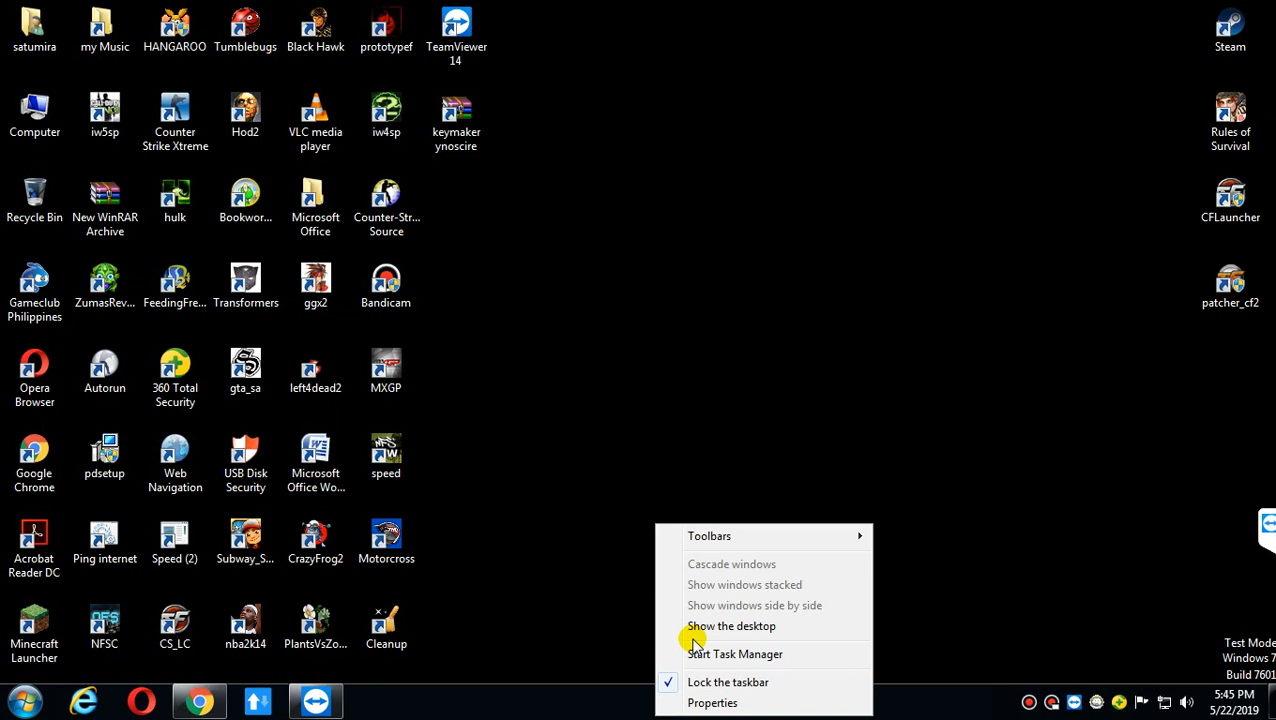 satumira
my Music
HANGAROO
Tumblebugs
Black Hawk
prototypef
TeamViewer
14
Steam
Computer
iw5sp
Counter
Strike Xtreme
Hod2
VLC media
player
iw4sp
keymaker
ynoscire
Rules of
Survival
Recycle Bin
New WinRAR
Archive
hulk
Bookwor...
Microsoft
Office
Counter-Str...
Source
CFLauncher
Gameclub
Philippines
ZumasRev...
FeedingFre...
Transformers
ggx2
Bandicam
patcher_cf2
Opera
Browser
Autorun
360 Total
Security
gta_sa
left4dead2
MXGP
Google
Chrome
pdsetup
Web
Navigation
USB Disk
Security
Microsoft
Office Wo...
speed
Acrobat
Reader DC
Ping internet
Speed (2)
Subway_S...
CrazyFrog2
Motorcross
Minecraft
Launcher
NFSC
CS_LC
nba2k14
PlantsVsZo...
Cleanup
Toolbars
Cascade windows
Show windows stacked
Show windows side by side
Show the desktop
Start Task Manager
Lock the taskbar
Properties
Test Mode
Windows 7
Build 7601
5:45 PM
5/22/2019